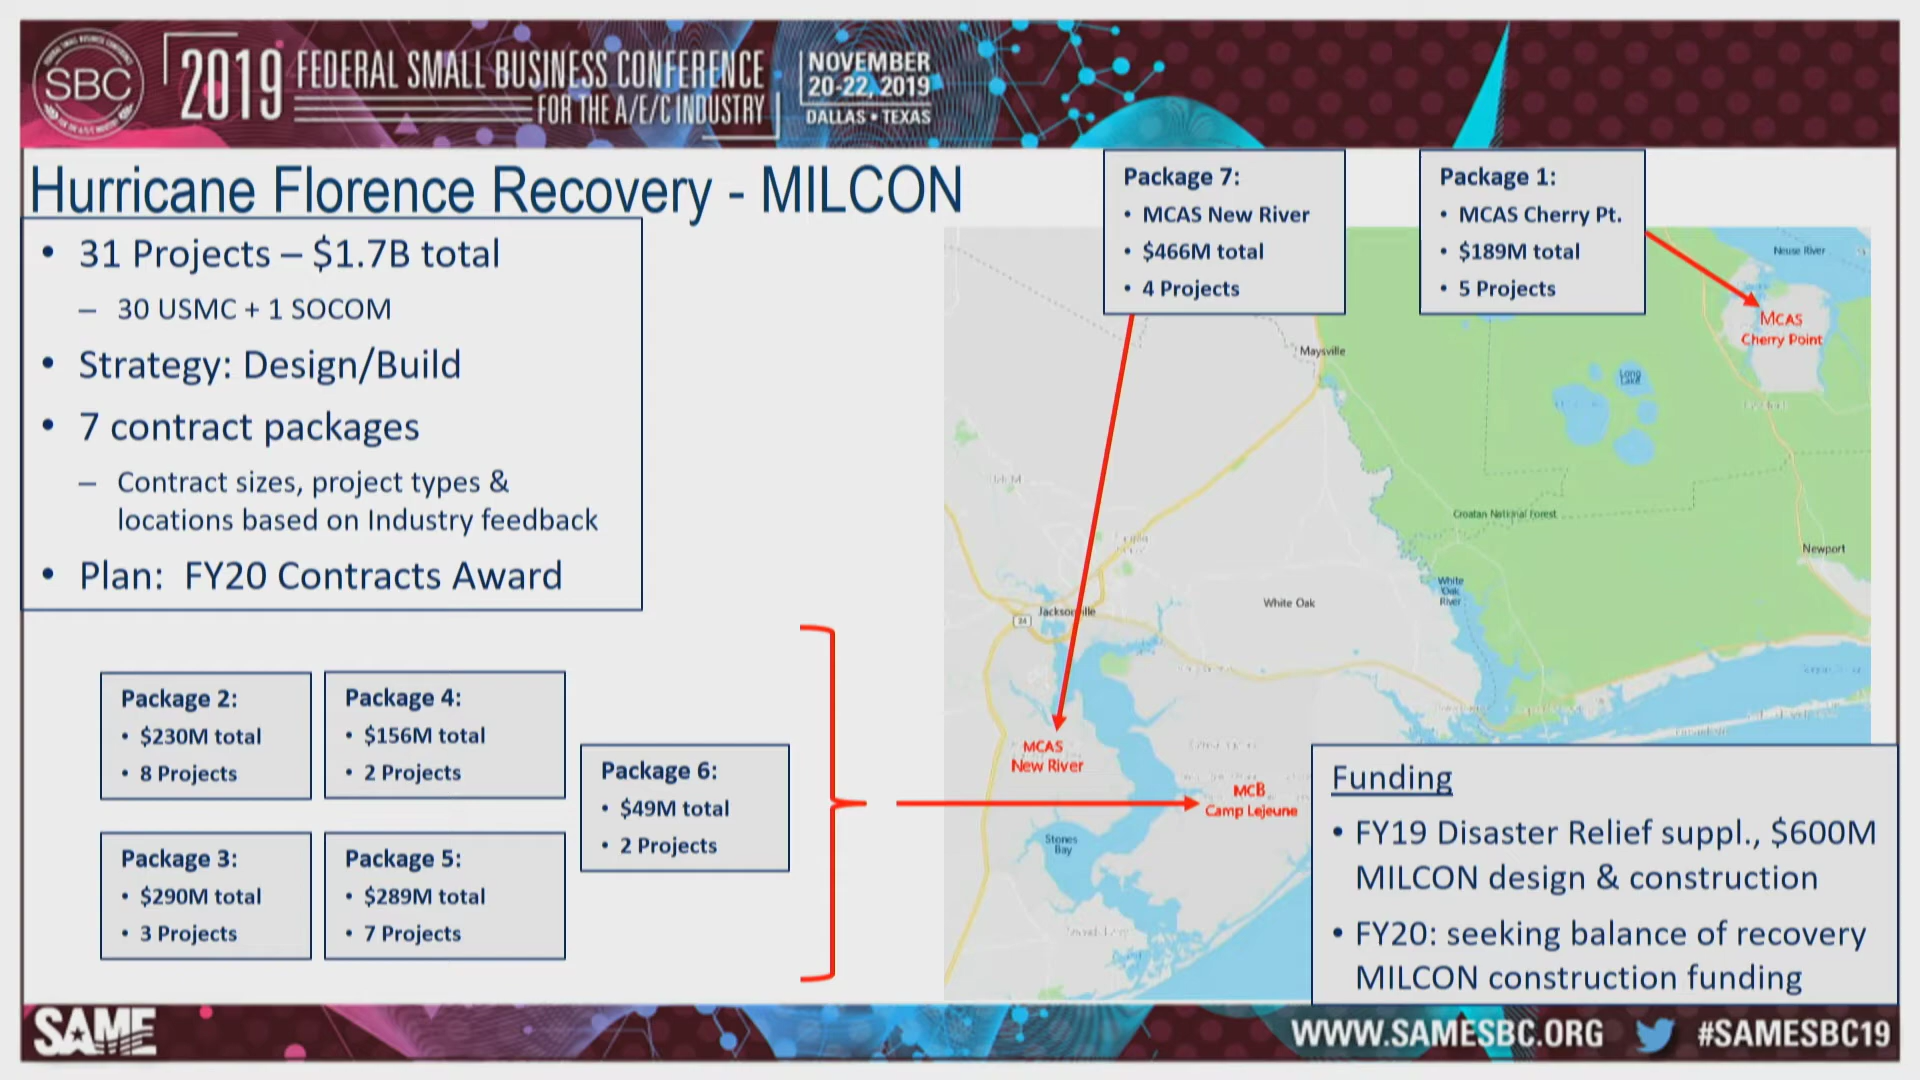 SBC
2019 FEDERAL SMALL BUSINESS CONFERENCE
FOR THE A/E/C INDUSTRY
NOVEMBER
20-22, 2019
DALLAS • TEXAS
Hurricane Florence Recovery - MILCON
• 31 Projects – $1.7B total
– 30 USMC + 1 SOCOM
• Strategy: Design/Build
• 7 contract packages
– Contract sizes, project types &
locations based on Industry feedback
• Plan: FY20 Contracts Award
Package 7:
• MCAS New River
• $466M total
• 4 Projects
Package 1:
• MCAS Cherry Pt.
• $189M total
• 5 Projects
Neuse River
MCAS
Cherry Point
Maysville
Long
Lake
Croatan National Forest
Newport
White
Oak
River
White Oak
Jacksonville
24
MCAS
New River
MCB
Camp Lejeune
Stones
Bay
Package 2:
• $230M total
• 8 Projects
Package 4:
• $156M total
• 2 Projects
Package 6:
• $49M total
• 2 Projects
Package 3:
• $290M total
• 3 Projects
Package 5:
• $289M total
• 7 Projects
Funding
• FY19 Disaster Relief suppl., $600M
MILCON design & construction
• FY20: seeking balance of recovery
MILCON construction funding
SAME
WWW.SAMESBC.ORG
#SAMESBC19